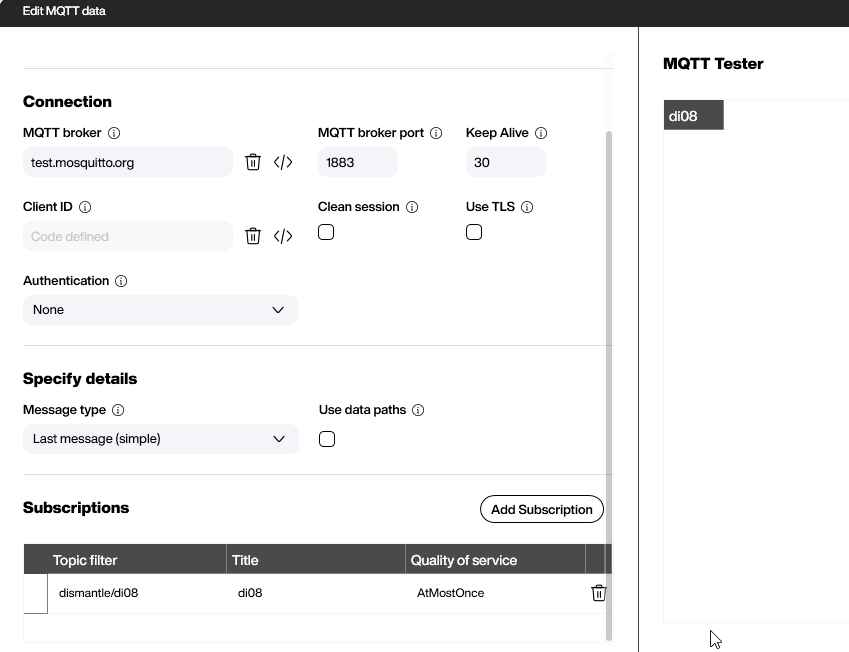 Edit MQTT data
Connection
MQTT broker
MQTT broker port
Keep Alive
test.mosquitto.org
1883
30
Client ID
Clean session
Use TLS
Code defined
Authentication
None
Specify details
Message type
Use data paths
Last message (simple)
Subscriptions
Add Subscription
Topic filter Title Quality of service
dismantle/di08 di08 AtMostOnce
MQTT Tester
di08